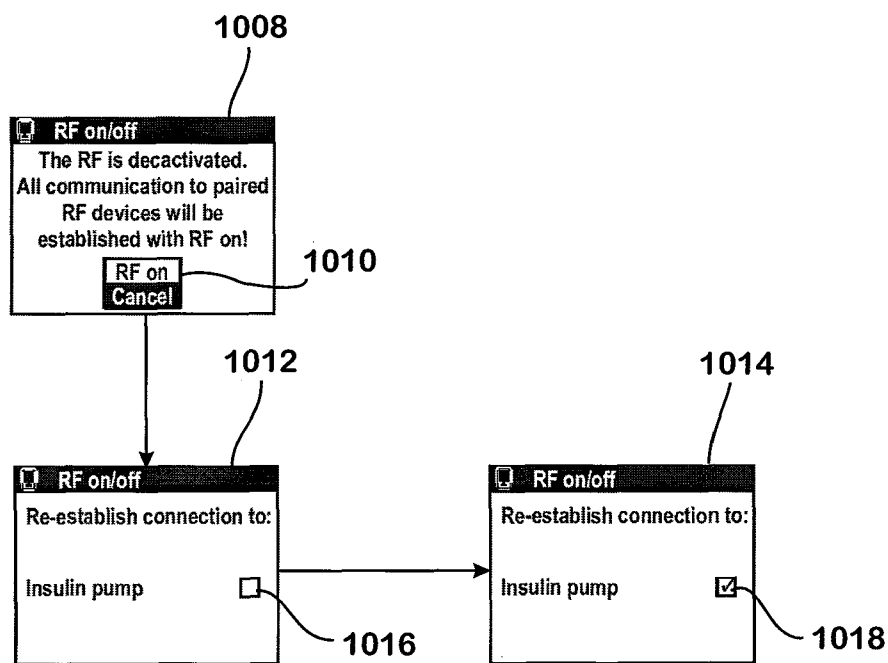 1008
RF on/off
The RF is decactivated.
All communication to paired
RF devices will be
established with RF on!
RF on
Cancel
1010
1012
RF on/off
Re-establish connection to:
Insulin pump
1016
1014
RF on/off
Re-establish connection to:
Insulin pump
1018